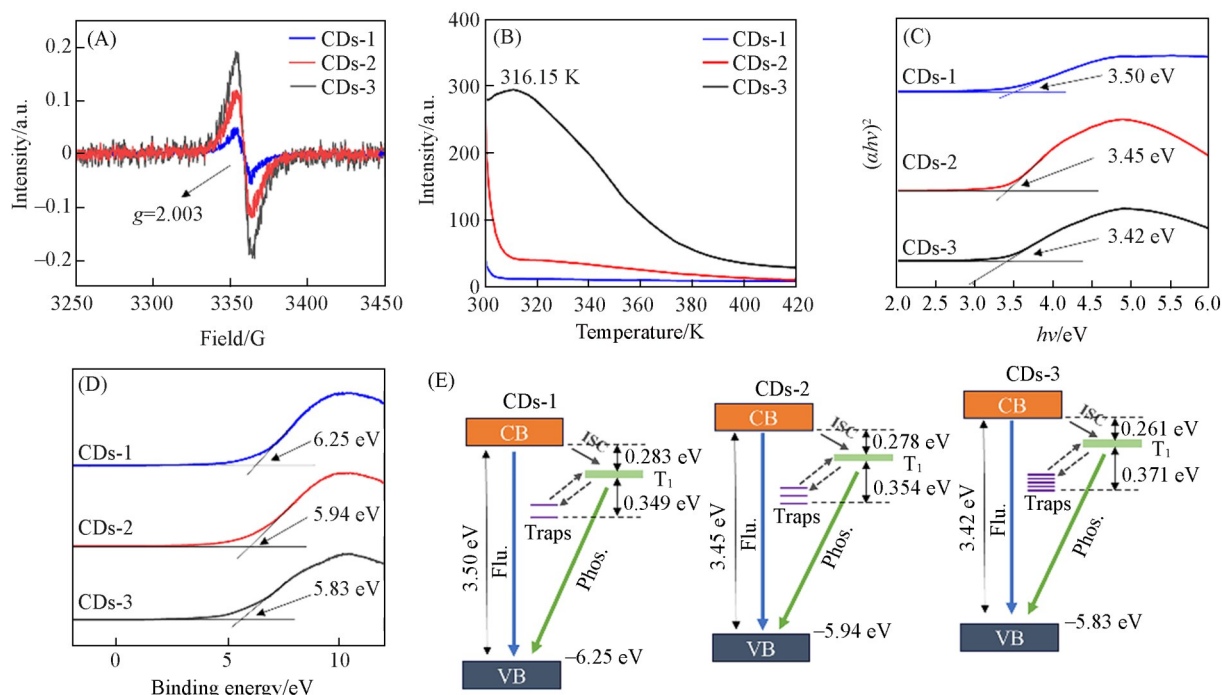 (A)
CDs-1
CDs-2
CDs-3
0.2
0.1
0
−0.1
−0.2
Intensity/a.u.
g=2.003
3250
3300
3350
3400
3450
Field/G
(B)
CDs-1
CDs-2
CDs-3
316.15 K
400
300
200
100
0
Intensity/a.u.
300
320
340
360
380
400
420
Temperature/K
(C)
CDs-1
3.50 eV
CDs-2
3.45 eV
CDs-3
3.42 eV
(αhν)²
2.0
2.5
3.0
3.5
4.0
4.5
5.0
5.5
6.0
hν/eV
(D)
CDs-1
6.25 eV
CDs-2
5.94 eV
CDs-3
5.83 eV
0
5
10
Binding energy/eV
(E)
CDs-1
CB
ISC
0.283 eV
T₁
0.349 eV
Traps
3.50 eV
Flu.
Phos.
VB
−6.25 eV
CDs-2
CB
ISC
0.278 eV
T₁
0.354 eV
Traps
3.45 eV
Flu.
Phos.
VB
−5.94 eV
CDs-3
CB
ISC
0.261 eV
T₁
0.371 eV
Traps
3.42 eV
Flu.
Phos.
VB
−5.83 eV